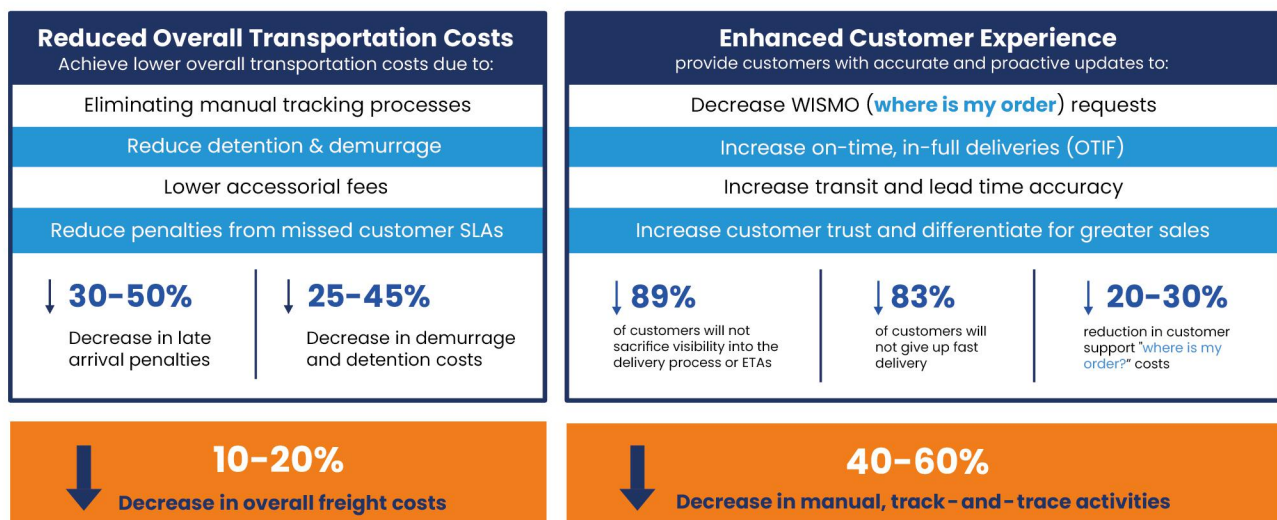 Reduced Overall Transportation Costs
Achieve lower overall transportation costs due to:
Eliminating manual tracking processes
Reduce detention & demurrage
Lower accessorial fees
Reduce penalties from missed customer SLAs
30-50%
Decrease in late
arrival penalties
25-45%
Decrease in demurrage
and detention costs
10-20%
Decrease in overall freight costs
Enhanced Customer Experience
provide customers with accurate and proactive updates to:
Decrease WISMO (where is my order) requests
Increase on-time, in-full deliveries (OTIF)
Increase transit and lead time accuracy
Increase customer trust and differentiate for greater sales
89%
of customers will not
sacrifice visibility into the
delivery process or ETAs
83%
of customers will
not give up fast
delivery
20-30%
reduction in customer
support "where is my
order?" costs
40-60%
Decrease in manual, track-and-trace activities